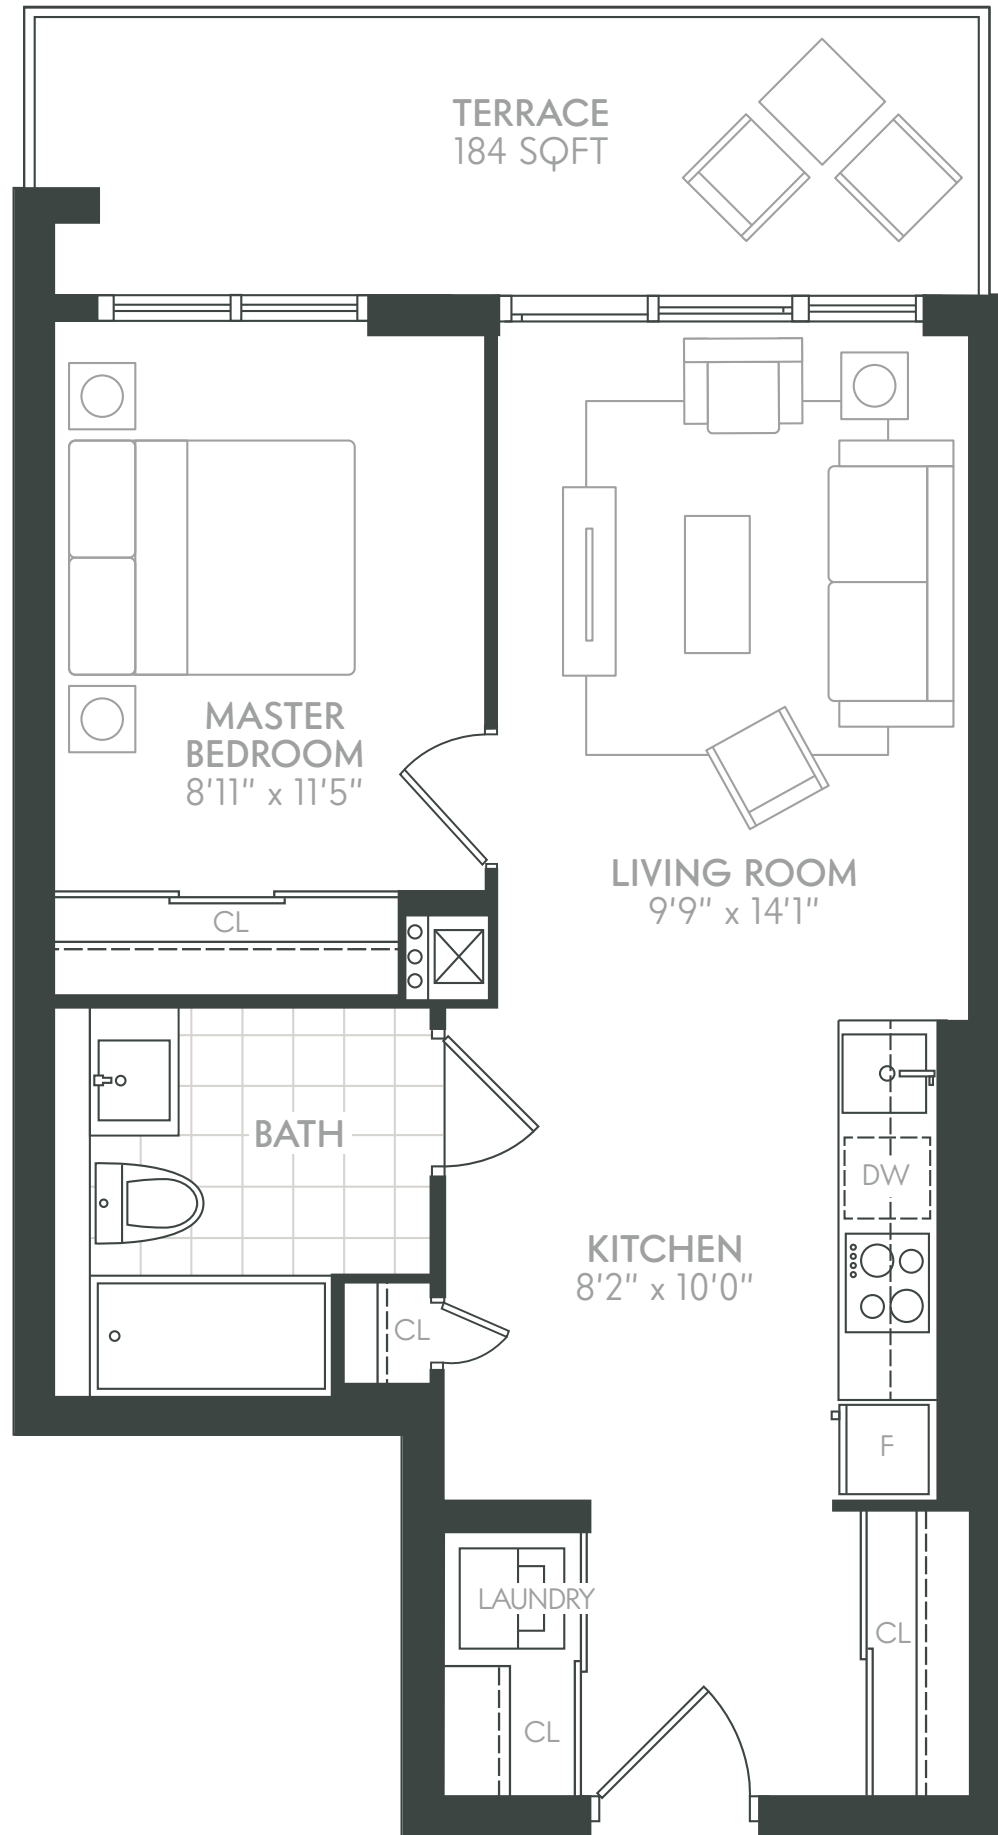 TERRACE
184 SQFT
MASTER
BEDROOM
8'11" x 11'5"
LIVING ROOM
9'9" x 14'1"
CL
BATH
DW
KITCHEN
8'2" x 10'0"
CL
F
LAUNDRY
CL
CL